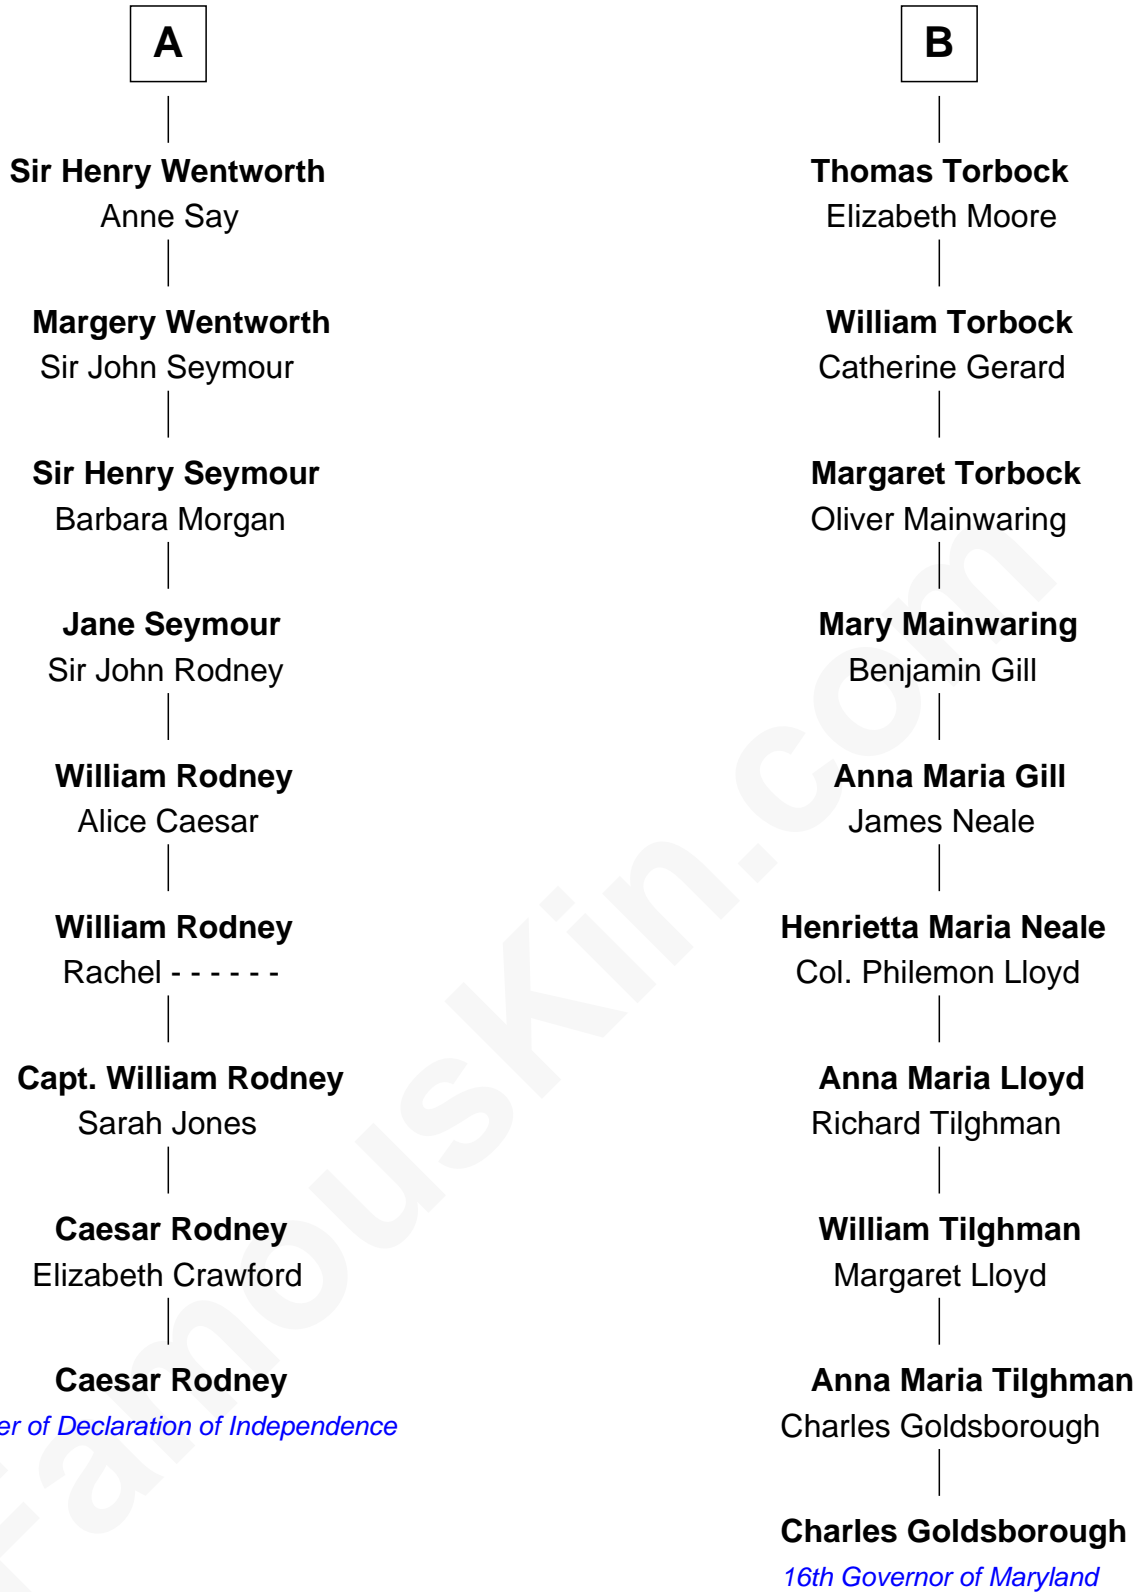 A
Sir Henry Wentworth
Anne Say
Margery Wentworth
Sir John Seymour
Sir Henry Seymour
Barbara Morgan
Jane Seymour
Sir John Rodney
William Rodney
Alice Caesar
William Rodney
Rachel - - - - - -
Capt. William Rodney
Sarah Jones
Caesar Rodney
Elizabeth Crawford
Caesar Rodney
er of Declaration of Independence
B
Thomas Torbock
Elizabeth Moore
William Torbock
Catherine Gerard
Margaret Torbock
Oliver Mainwaring
Mary Mainwaring
Benjamin Gill
Anna Maria Gill
James Neale
Henrietta Maria Neale
Col. Philemon Lloyd
Anna Maria Lloyd
Richard Tilghman
William Tilghman
Margaret Lloyd
Anna Maria Tilghman
Charles Goldsborough
Charles Goldsborough
16th Governor of Maryland
FamousKin.com